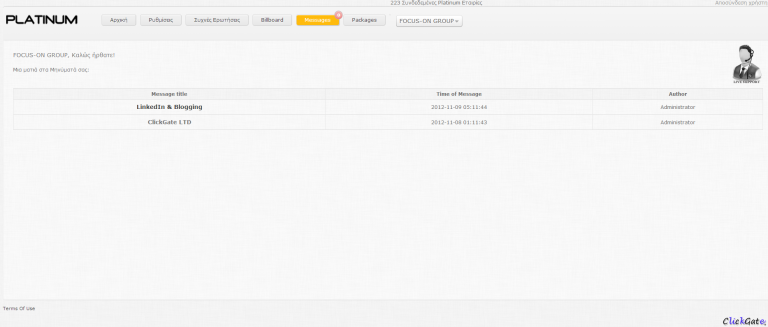 223 Συνδεδεμένες Platinum Εταιρίες
Αποσύνδεση χρήστη
PLATINUM
Αρχική
Ρυθμίσεις
Συχνές Ερωτήσεις
Billboard
Messages
Packages
FOCUS-ON GROUP
FOCUS-ON GROUP, Καλώς ήρθατε!
LIVE SUPPORT
Μια ματιά στα Μηνύματά σας:
Message title Time of Message Author
LinkedIn & Blogging 2012-11-09 05:11:44 Administrator
ClickGate LTD 2012-11-08 01:11:43 Administrator
Terms Of Use
ClickGate